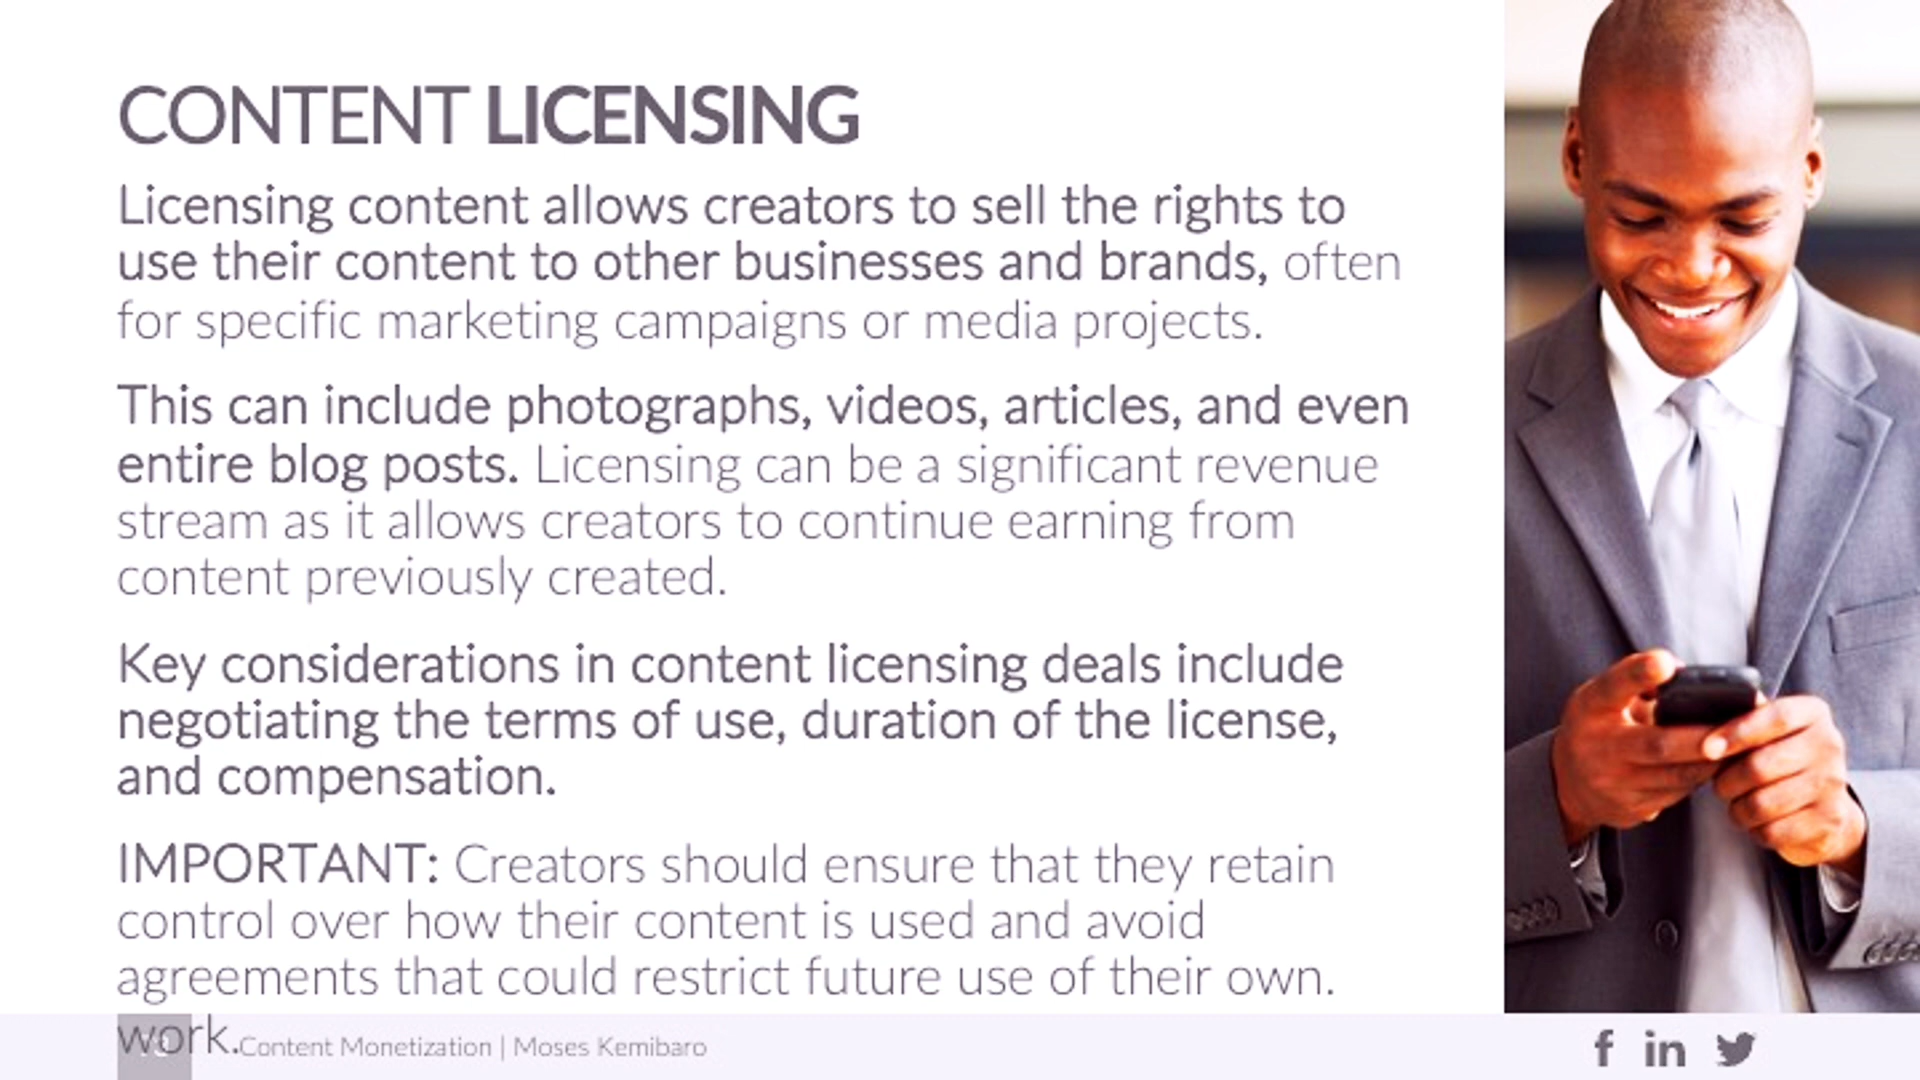 CONTENT LICENSING
Licensing content allows creators to sell the rights to
use their content to other businesses and brands, often
for specific marketing campaigns or media projects.
This can include photographs, videos, articles, and even
entire blog posts. Licensing can be a significant revenue
stream as it allows creators to continue earning from
content previously created.
Key considerations in content licensing deals include
negotiating the terms of use, duration of the license,
and compensation.
IMPORTANT: Creators should ensure that they retain
control over how their content is used and avoid
agreements that could restrict future use of their own.
work.
Content Monetization | Moses Kemibaro
f in